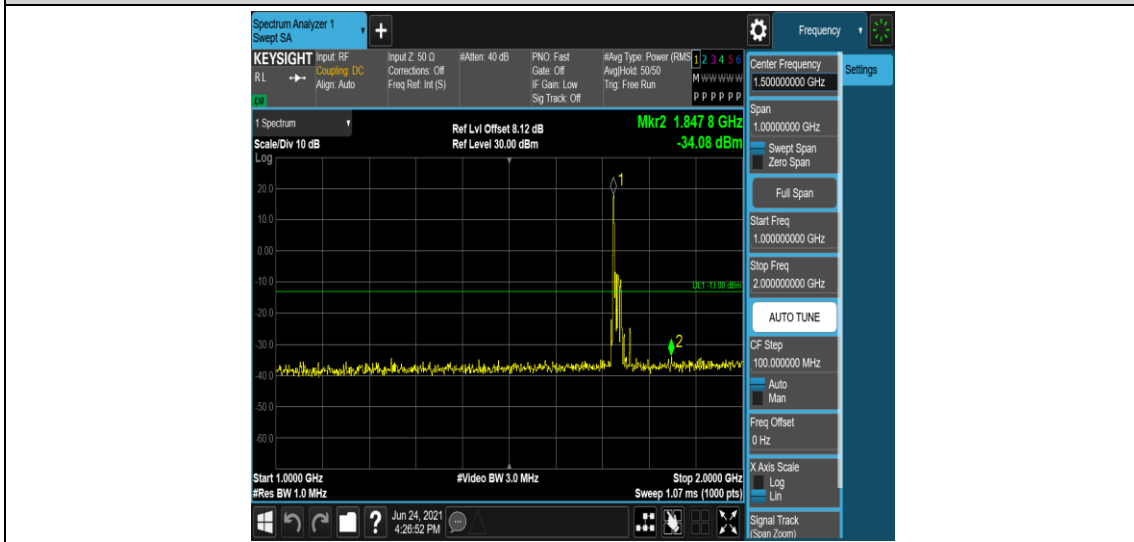 Spectrum Analyzer 1
Swept SA
+
Frequency
KEYSIGHT
RL
Input: RF
Coupling: DC
Align: Auto
Input Z: 50 Ω
Corrections: Off
Freq Ref: Int (S)
#Atten: 40 dB
PNO: Fast
Gate: Off
IF Gain: Low
Sig Track: Off
#Avg Type: Power (RMS
Avg|Hold: 50/50
Trig: Free Run
1 2 3 4 5 6
M W W W W W
P P P P P P
1 Spectrum
Scale/Div 10 dB
Log
Ref Lvl Offset 8.12 dB
Ref Level 30.00 dBm
Mkr2 1.847 8 GHz
-34.08 dBm
1
20.0
10.0
0.00
-10.0
DL1 -13.00 dBm
-20.0
-30.0
2
-40.0
-50.0
-60.0
Start 1.0000 GHz
#Res BW 1.0 MHz
#Video BW 3.0 MHz
Stop 2.0000 GHz
Sweep 1.07 ms (1000 pts)
?
Jun 24, 2021
4:26:52 PM
Center Frequency
1.500000000 GHz
Settings
Span
1.00000000 GHz
Swept Span
Zero Span
Full Span
Start Freq
1.000000000 GHz
Stop Freq
2.000000000 GHz
AUTO TUNE
CF Step
100.000000 MHz
Auto
Man
Freq Offset
0 Hz
X Axis Scale
Log
Lin
Signal Track
(Span Zoom)